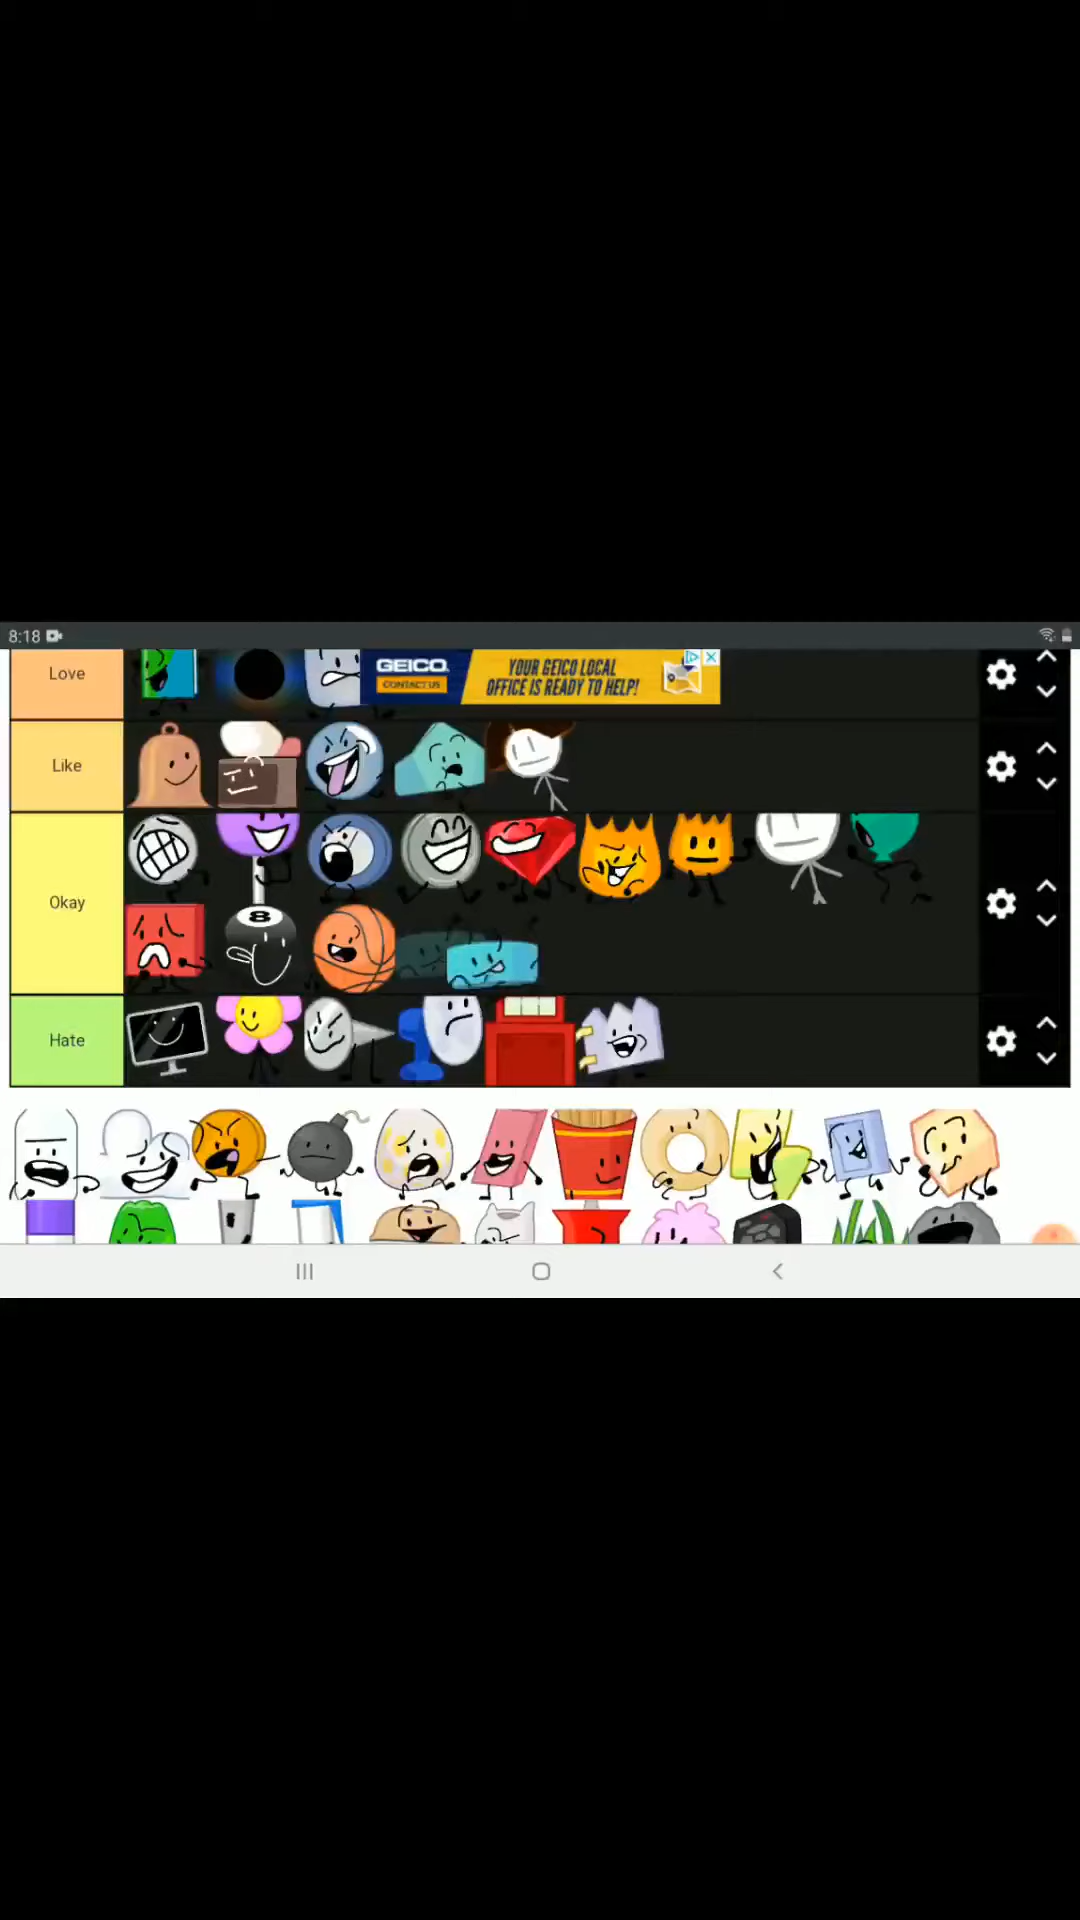 8:18
Love
GEICO.
CONTACT US
YOUR GEICO LOCAL
OFFICE IS READY TO HELP!
Like
Okay
8
Hate